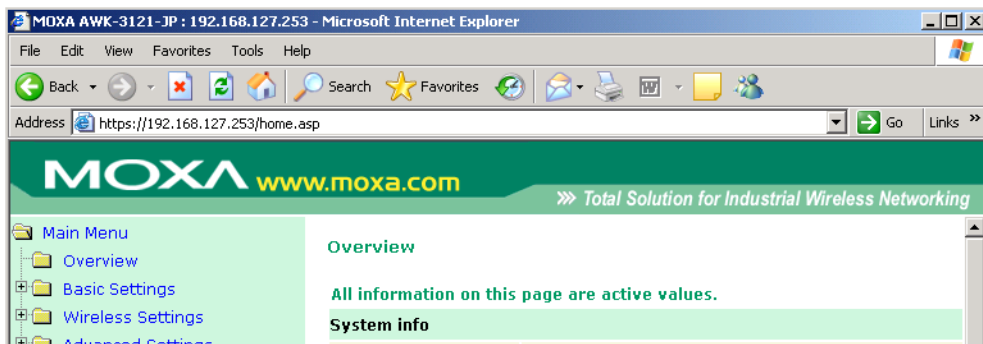 MOXA AWK-3121-JP : 192.168.127.253 - Microsoft Internet Explorer
File Edit View Favorites Tools Help
Back Search Favorites
Address https://192.168.127.253/home.asp Go Links »
MOXA www.moxa.com
Total Solution for Industrial Wireless Networking
Main Menu
Overview
Basic Settings
Wireless Settings
Advanced Settings
Overview
All information on this page are active values.
System info